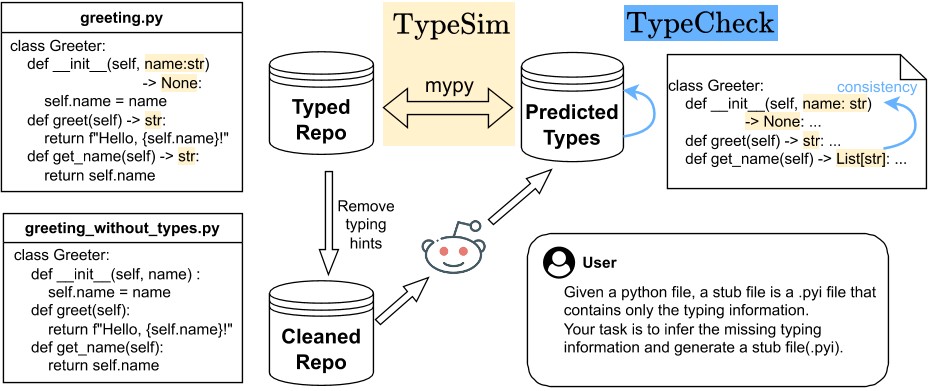 greeting.py
class Greeter:
def __init__(self, name:str)
-> None:
self.name = name
def greet(self) -> str:
return f"Hello, {self.name}!"
def get_name(self) -> str:
return self.name
greeting_without_types.py
class Greeter:
def __init__(self, name) :
self.name = name
def greet(self):
return f"Hello, {self.name}!"
def get_name(self):
return self.name
TypeSim
mypy
Typed
Repo
Remove
typing
hints
Cleaned
Repo
TypeCheck
Predicted
Types
class Greeter:
consistency
def __init__(self, name: str)
-> None: ...
def greet(self) -> str: ...
def get_name(self) -> List[str]: ...
User
Given a python file, a stub file is a .pyi file that
contains only the typing information.
Your task is to infer the missing typing
information and generate a stub file(.pyi).